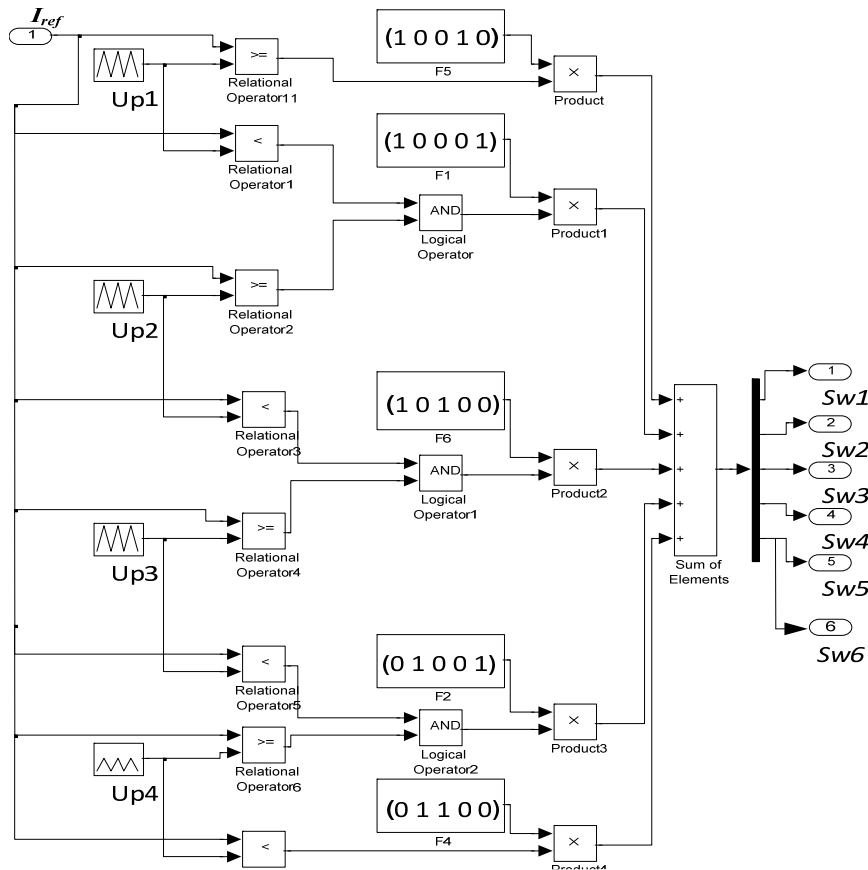 I_ref
1
Up1
>=
Relational
Operator11
(1 0 0 1 0)
F5
×
Product
<
Relational
Operator1
(1 0 0 0 1)
F1
AND
Logical
Operator
×
Product1
Up2
>=
Relational
Operator2
<
Relational
Operator3
(1 0 1 0 0)
F6
AND
Logical
Operator1
×
Product2
Up3
>=
Relational
Operator4
+
+
+
+
+
Sum of
Elements
1
Sw1
2
Sw2
3
Sw3
4
Sw4
5
Sw5
6
Sw6
<
Relational
Operator5
(0 1 0 0 1)
F2
AND
Logical
Operator2
×
Product3
Up4
>=
Relational
Operator6
(0 1 1 0 0)
F4
<
×
Product4